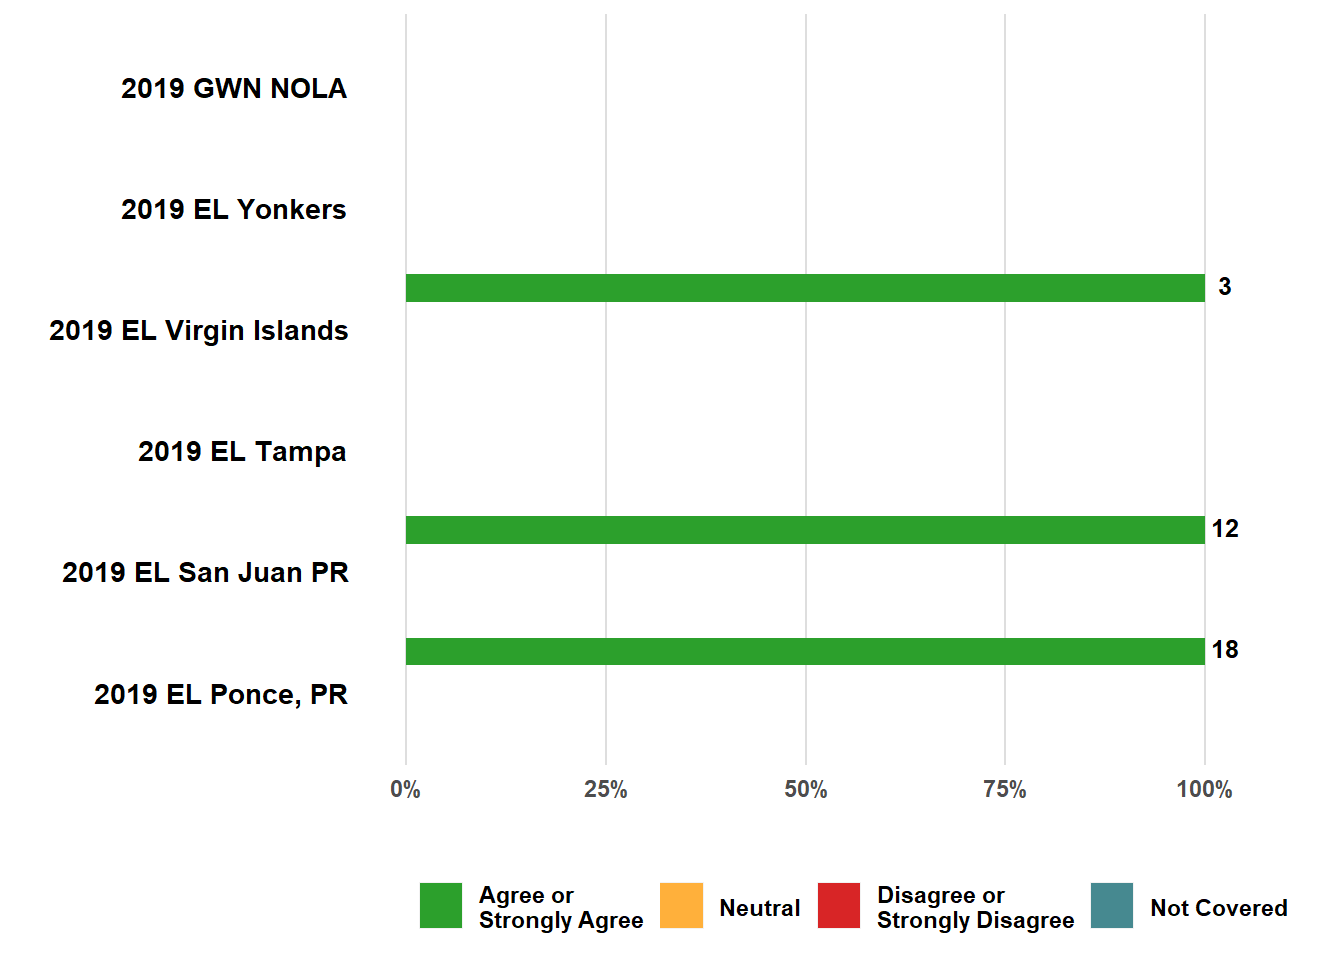 2019 GWN NOLA
2019 EL Yonkers
3
2019 EL Virgin Islands
2019 EL Tampa
12
2019 EL San Juan PR
18
2019 EL Ponce, PR
0% 25% 50% 75% 100%
Agree or
Strongly Agree
Neutral
Disagree or
Strongly Disagree
Not Covered